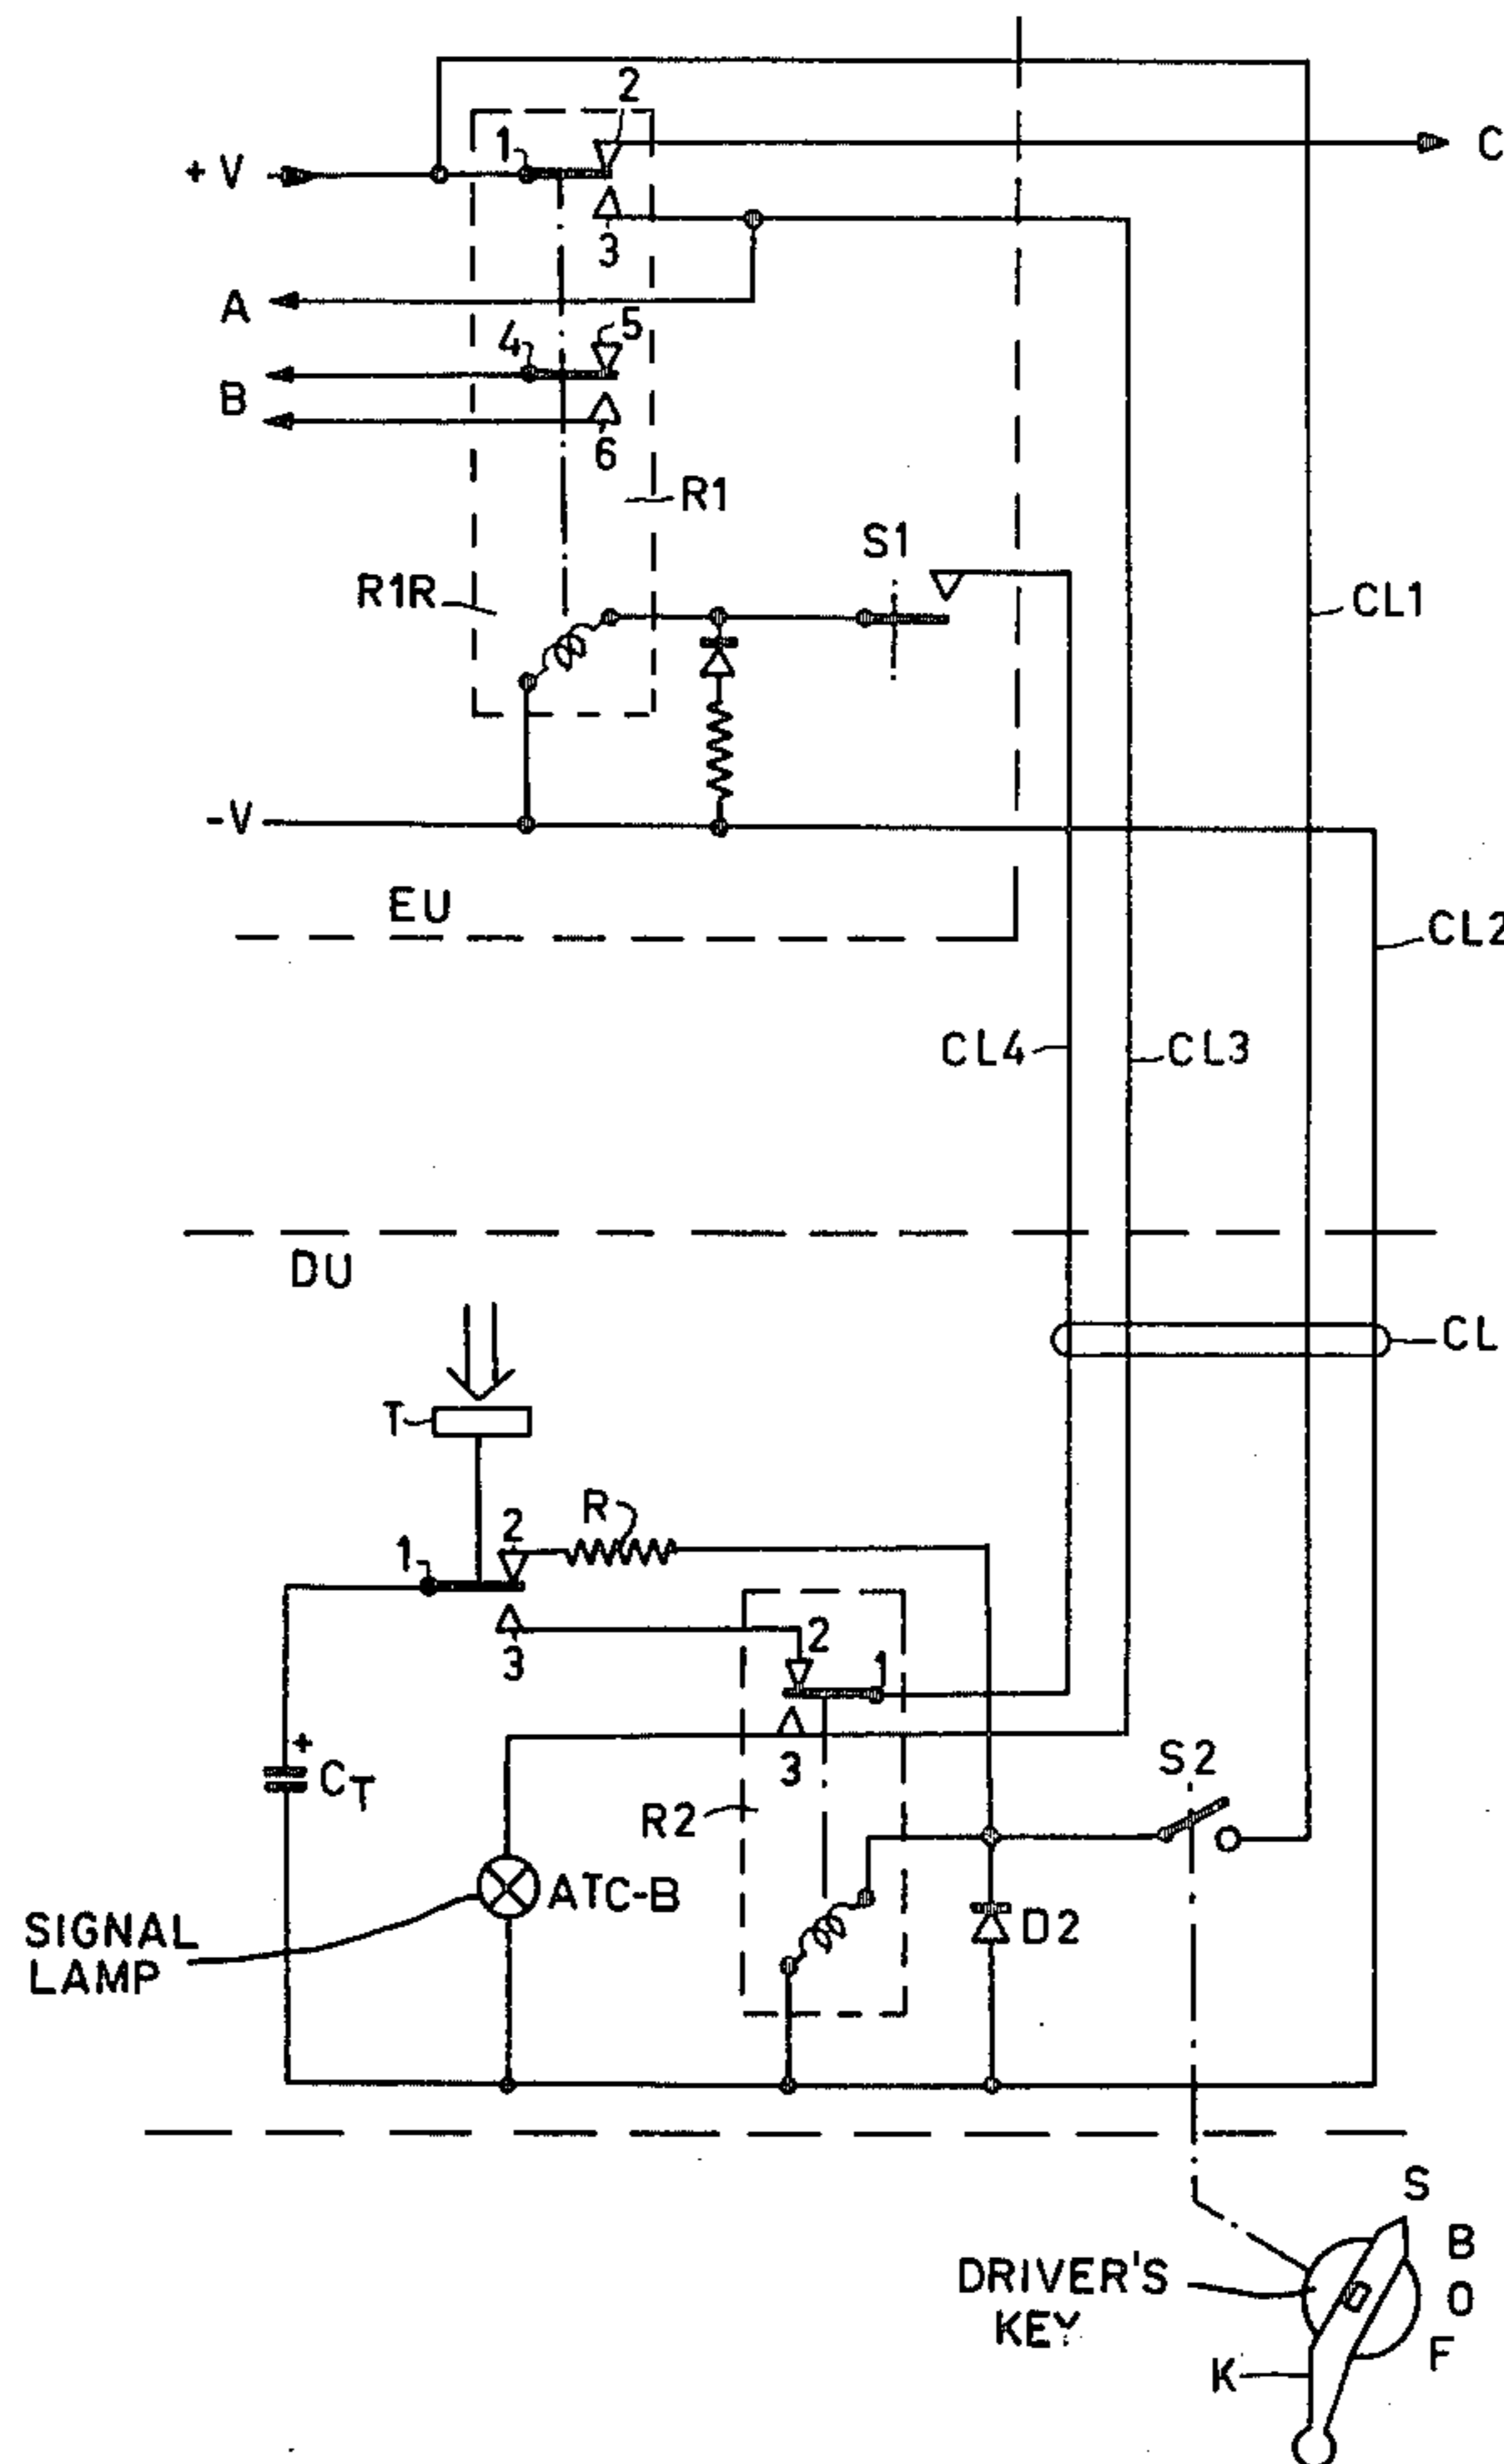 2
1
C
+ V
3
A
5
4
B
6
R1
S1
R1R
CL1
-V
EU
CL2
CL4
CL3
DU
CL
T
R
2
1
2
1
3
+
S2
CT
3
R2
ATC-B
D2
SIGNAL
LAMP
S
B
DRIVER'S
KEY
O
F
K